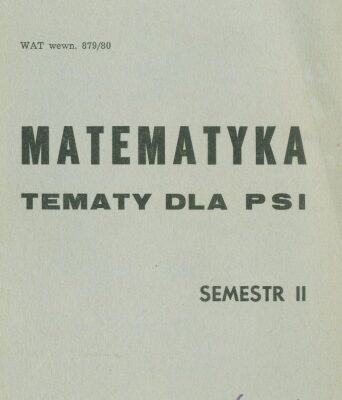 WAT wewn. 879/80
MATEMATYKA
TEMATY DLA PSI
SEMESTR II